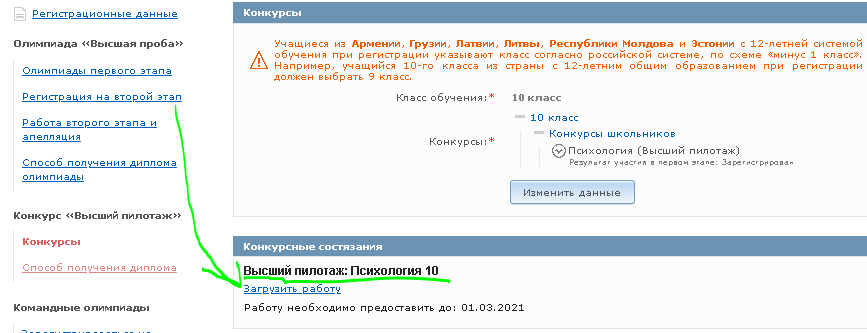 Регистрационные данные
Олимпиада «Высшая проба»
Олимпиады первого этапа
Регистрация на второй этап
Работа второго этапа и
апелляция
Способ получения диплома
олимпиады
Конкурс «Высший пилотаж»
Конкурсы
Способ получения диплома
Командные олимпиады
Конкурсы
Учащиеся из Армении, Грузии, Латвии, Литвы, Республики Молдова и Эстонии с 12-летней системой
обучения при регистрации указывают класс согласно российской системе, по схеме «минус 1 класс».
Например, учащийся 10-го класса из страны с 12-летним общим образованием при регистрации
должен выбрать 9 класс.
Класс обучения:* 10 класс
10 класс
Конкурсы:* Конкурсы школьников
Психология (Высший пилотаж)
Результат участия в первом этапе: Зарегистрирован
Изменить данные
Конкурсные состязания
Высший пилотаж: Психология 10
Загрузить работу
Работу необходимо предоставить до: 01.03.2021